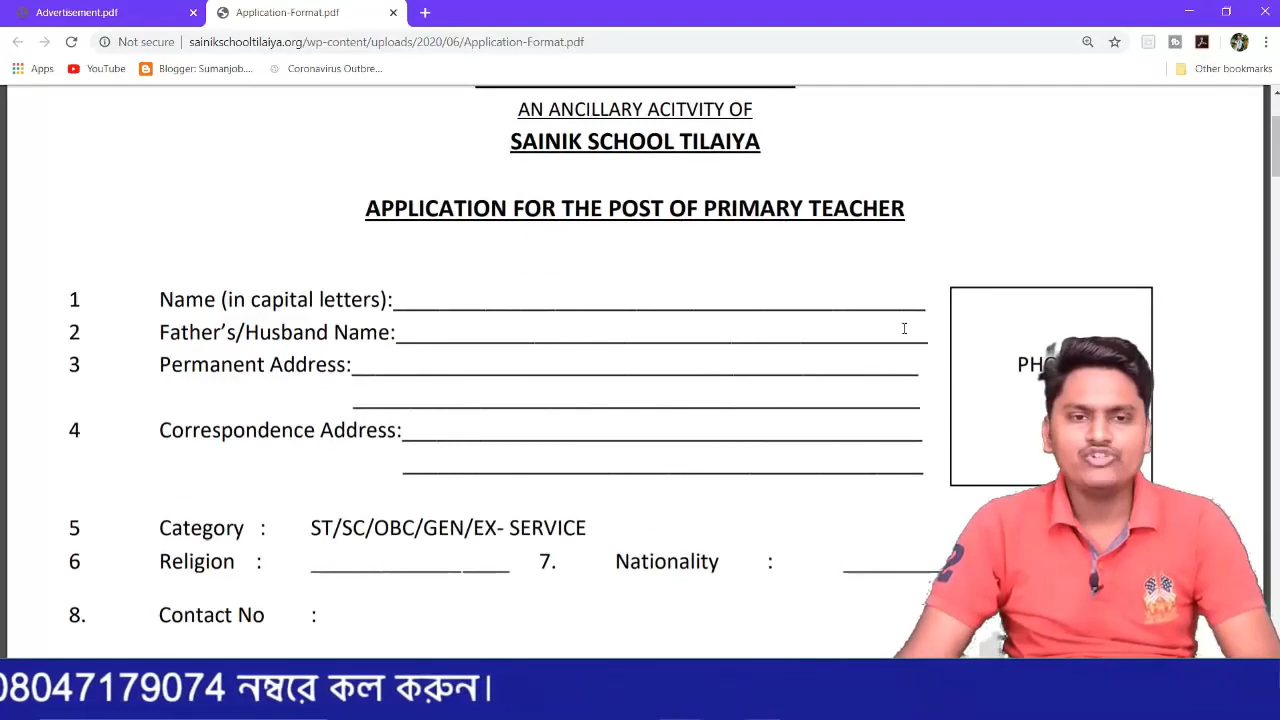 Advertisement.pdf
Application-Format.pdf
Not secure
sainikschooltilaiya.org/wp-content/uploads/2020/06/Application-Format.pdf
Apps YouTube Blogger: Sumanjob.... Coronavirus Outbre... Other bookmarks
AN ANCILLARY ACITVITY OF
SAINIK SCHOOL TILAIYA
APPLICATION FOR THE POST OF PRIMARY TEACHER
1 Name (in capital letters):
2 Father's/Husband Name:
3 Permanent Address:
4 Correspondence Address:
5 Category : ST/SC/OBC/GEN/EX- SERVICE
6 Religion : 7. Nationality :
8. Contact No :
08047179074 নম্বরে কল করুন।